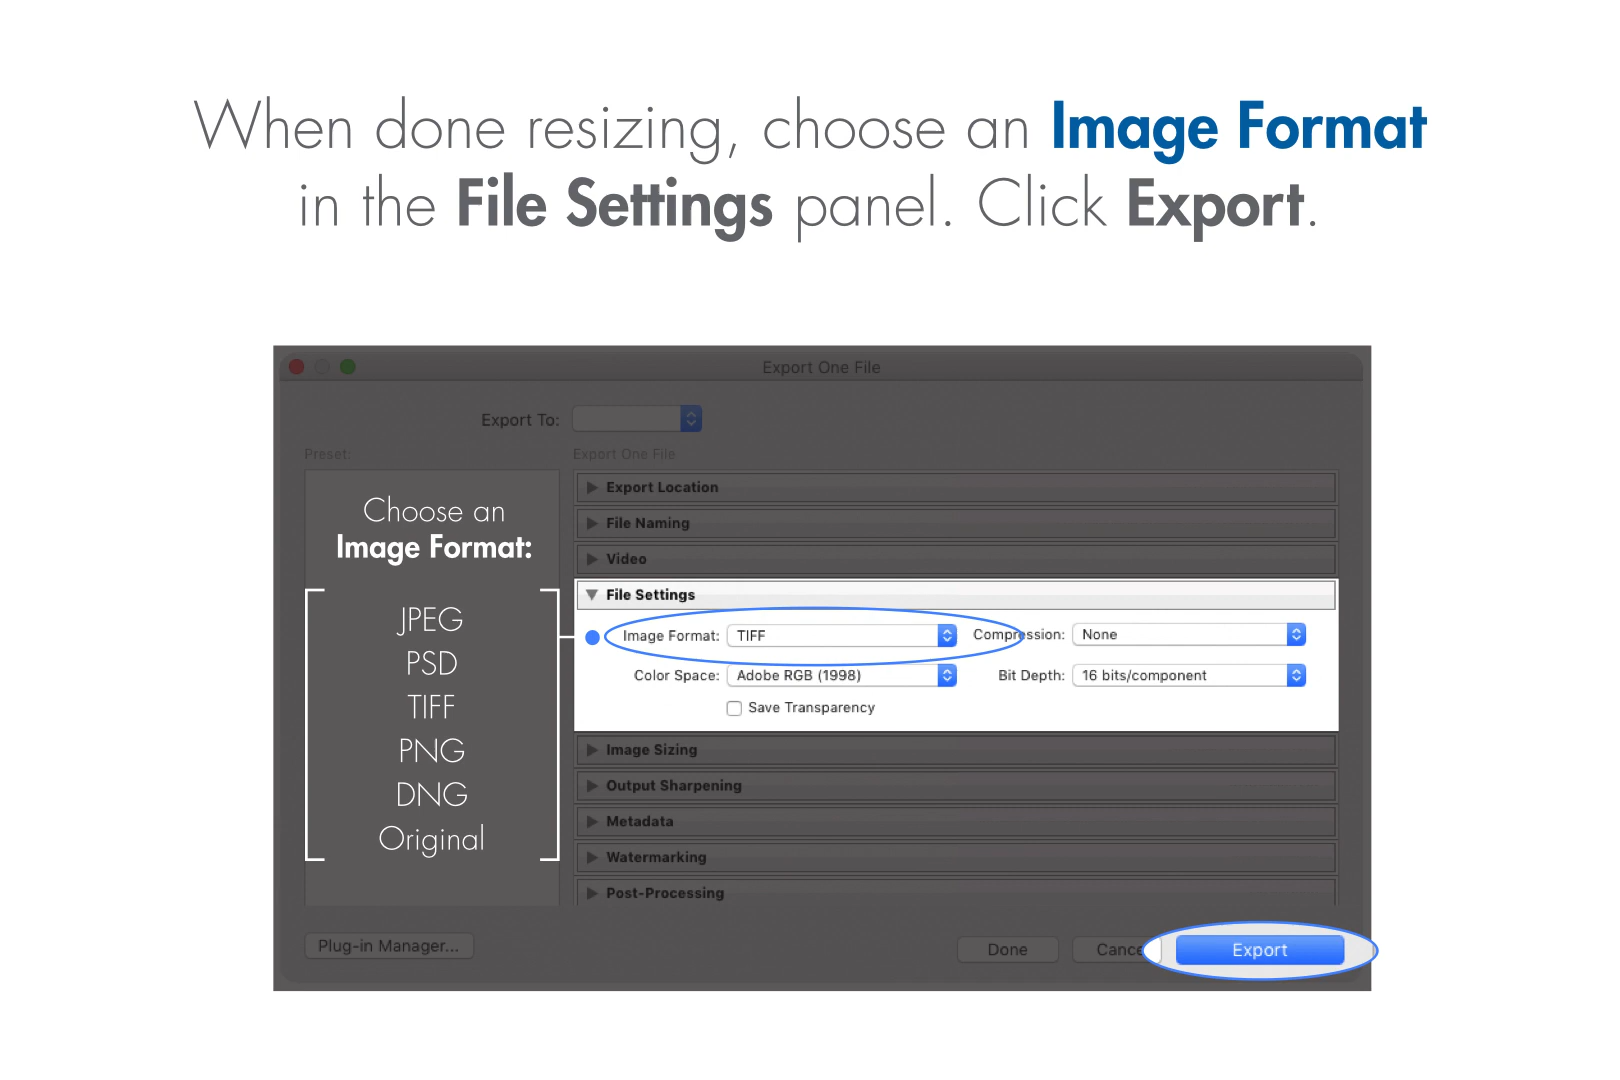 When done resizing, choose an Image Format
in the File Settings panel. Click Export.
Export One File
Export To:
Preset:
Export One File
Choose an
Image Format:
JPEG
PSD
TIFF
PNG
DNG
Original
Export Location
File Naming
Video
File Settings
Image Format: TIFF
Compression: None
Color Space: Adobe RGB (1998)
Bit Depth: 16 bits/component
Save Transparency
Image Sizing
Output Sharpening
Metadata
Watermarking
Post-Processing
Plug-in Manager...
Done
Cance
Export